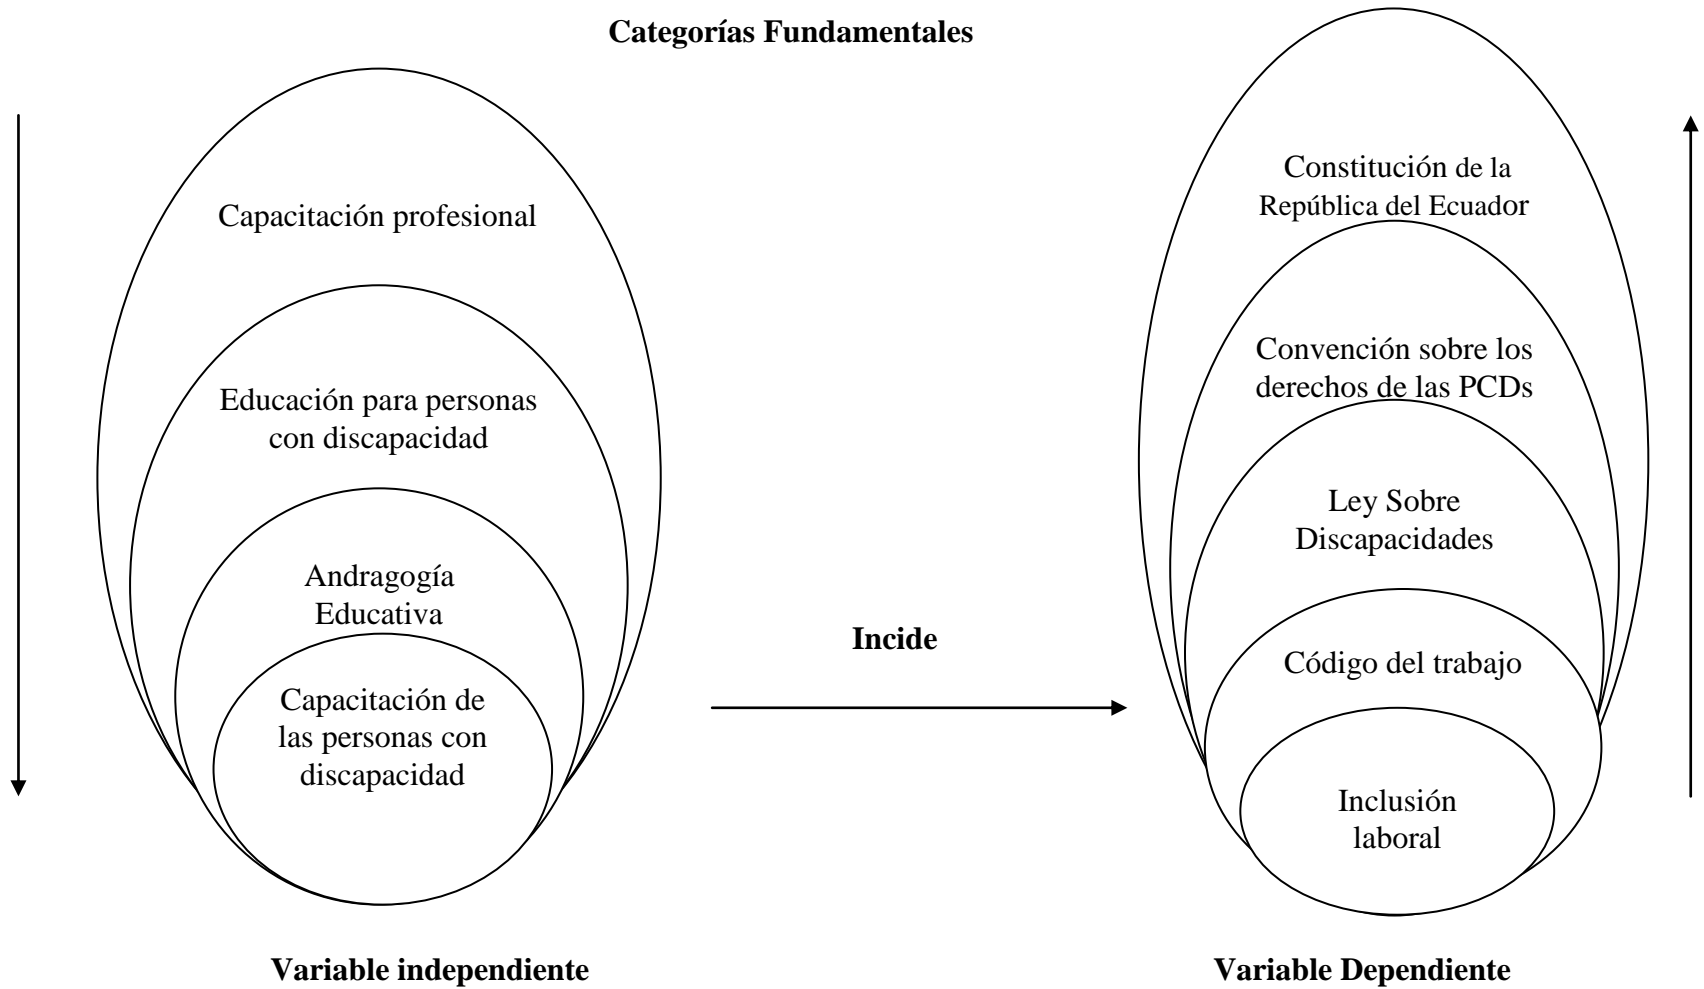 Categorías Fundamentales
Capacitación profesional
Educación para personas
con discapacidad
Andragogía
Educativa
Capacitación de
las personas con
discapacidad
Variable independiente
Incide
Constitución de la
República del Ecuador
Convención sobre los
derechos de las PCDs
Ley Sobre
Discapacidades
Código del trabajo
Inclusión
laboral
Variable Dependiente